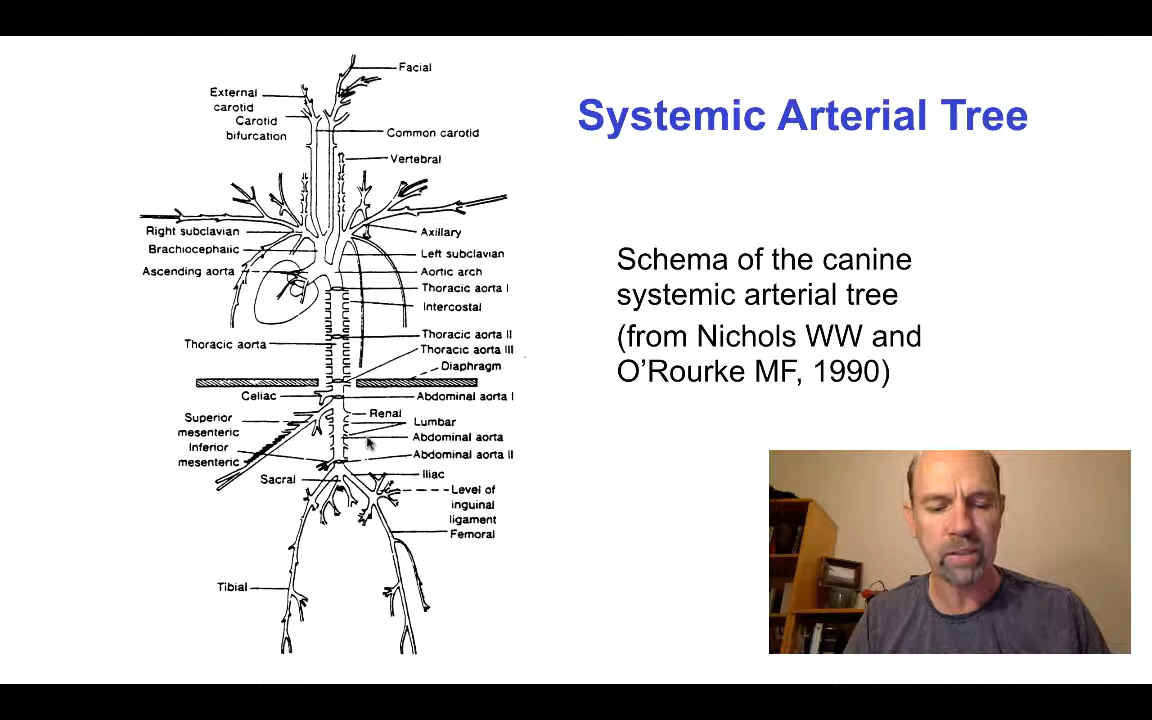 Systemic Arterial Tree
Facial
External
carotid
Carotid
bifurcation
Common carotid
Vertebral
Right subclavian
Axillary
Brachiocephalic
Left subclavian
Ascending aorta
Aortic arch
Thoracic aorta I
Intercostal
Thoracic aorta II
Thoracic aorta
Thoracic aorta III
Diaphragm
Celiac
Abdominal aorta I
Renal
Superior
mesenteric
Lumbar
Abdominal aorta
Inferior
mesenteric
Abdominal aorta II
Iliac
Sacral
Level of
inguinal
ligament
Femoral
Tibial
Schema of the canine
systemic arterial tree
(from Nichols WW and
O’Rourke MF, 1990)